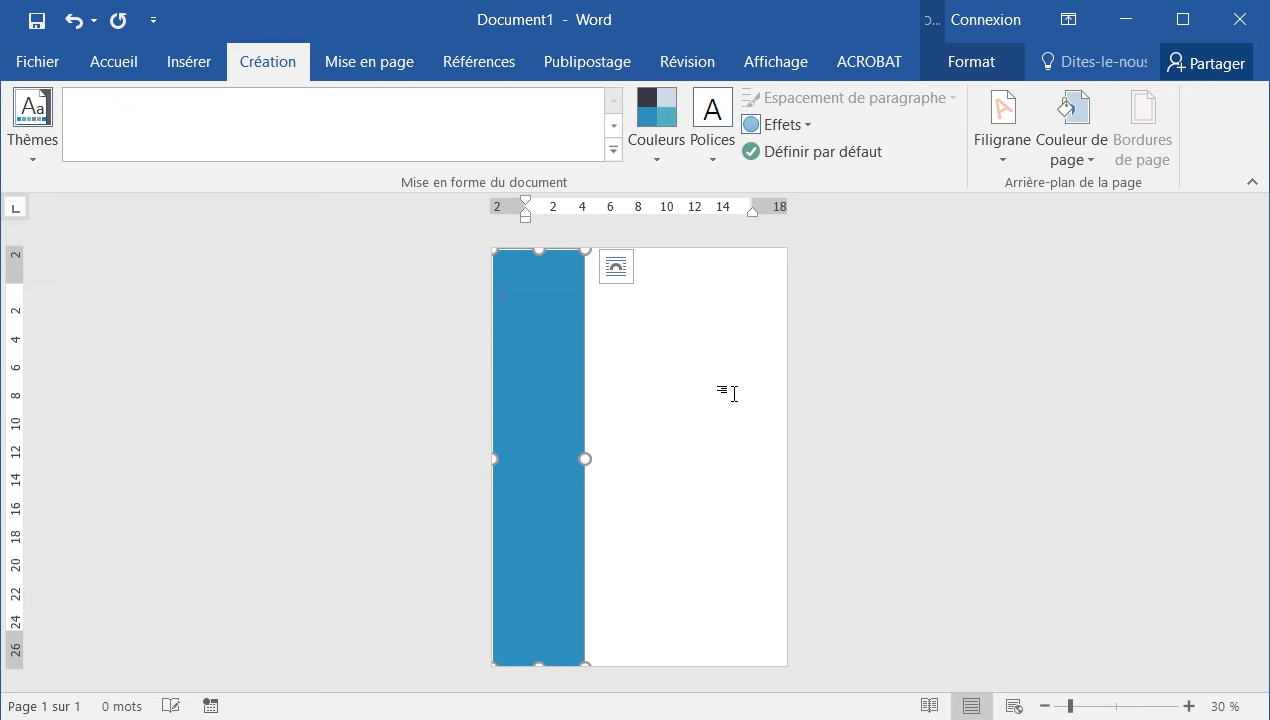 Document1 - Word
D... Connexion
Fichier Accueil Insérer Création Mise en page Références Publipostage Révision Affichage ACROBAT Format Dites-le-nous Partager
Aa
Thèmes
Couleurs
A
Polices
Espacement de paragraphe
Effets
Définir par défaut
A
Filigrane
Couleur de page
Bordures de page
Mise en forme du document
Arrière-plan de la page
L
2 2 4 6 8 10 12 14 18
2
2
4
6
8
10
12
14
16
18
20
22
24
26
Page 1 sur 1 0 mots 30 %